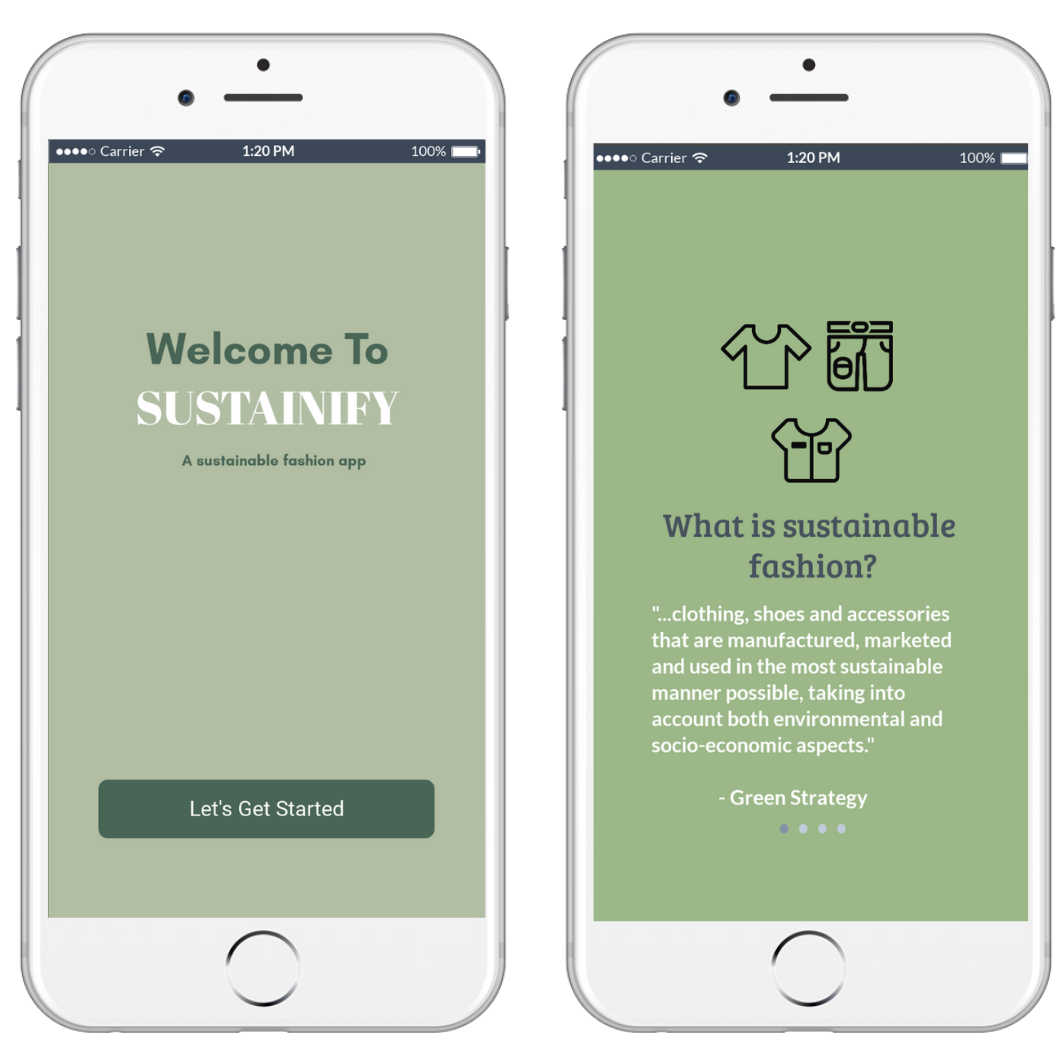 ●●●●○ Carrier 1:20 PM 100%
Welcome To
SUSTAINIFY
A sustainable fashion app
Let's Get Started
●●●●○ Carrier 1:20 PM 100%
What is sustainable
fashion?
"...clothing, shoes and accessories
that are manufactured, marketed
and used in the most sustainable
manner possible, taking into
account both environmental and
socio-economic aspects."
- Green Strategy